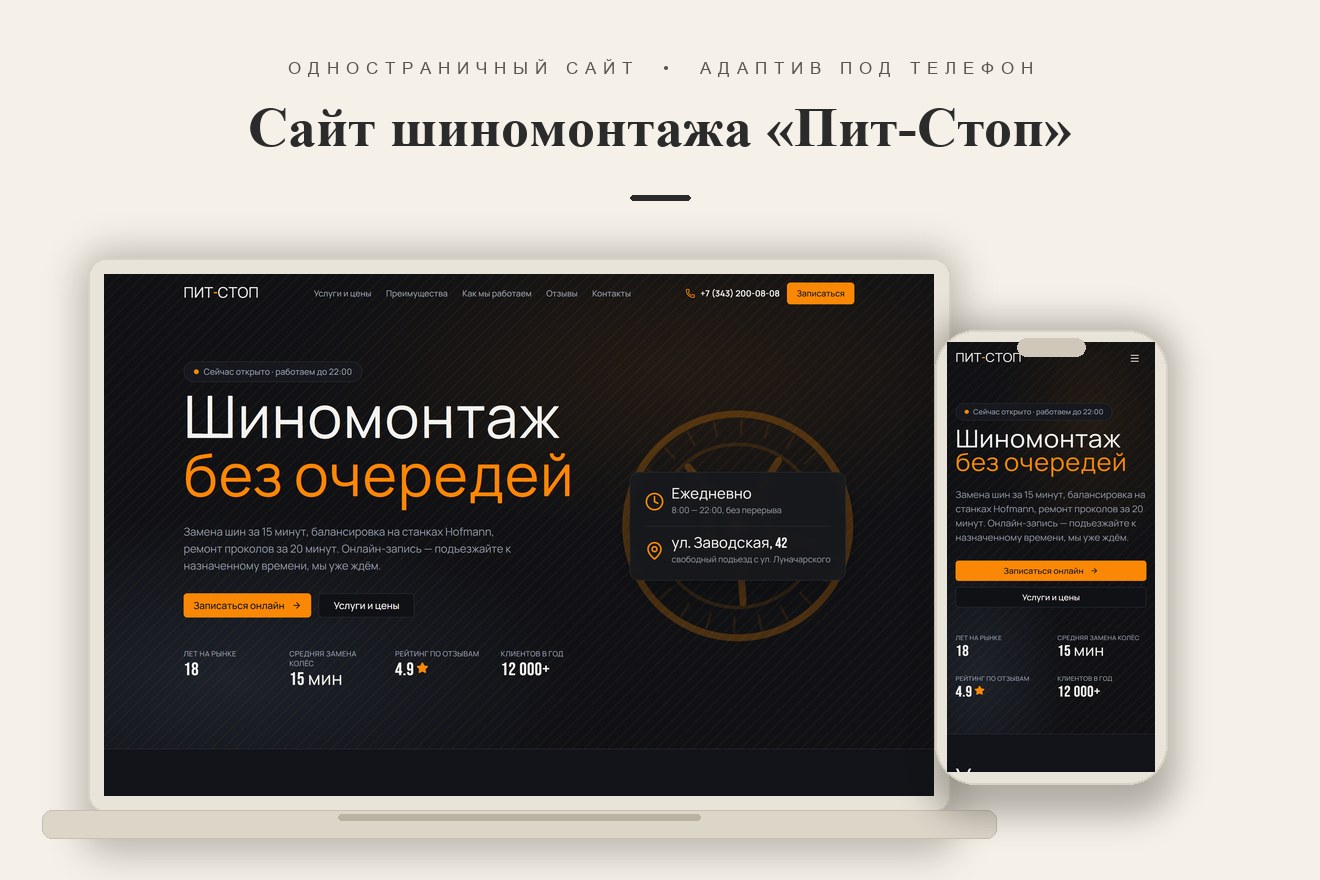 ОДНОСТРАНИЧНЫЙ САЙТ • АДАПТИВ ПОД ТЕЛЕФОН
Сайт шиномонтажа «Пит-Стоп»
ПИТ-СТОП
Услуги и цены
Преимущества
Как мы работаем
Отзывы
Контакты
+7 (343) 200-08-08
Записаться
Сейчас открыто · работаем до 22:00
Шиномонтаж
без очередей
Замена шин за 15 минут, балансировка на станках Hofmann,
ремонт проколов за 20 минут. Онлайн-запись — подъезжайте к
назначенному времени, мы уже ждём.
Записаться онлайн →
Услуги и цены
ЛЕТ НА РЫНКЕ
18
СРЕДНЯЯ ЗАМЕНА
КОЛЁС
15 мин
РЕЙТИНГ ПО ОТЗЫВАМ
4.9 ★
КЛИЕНТОВ В ГОД
12 000+
Ежедневно
8:00 — 22:00, без перерыва
ул. Заводская, 42
свободный подъезд с ул. Луначарского
ПИТ-СТОП
Сейчас открыто · работаем до 22:00
Шиномонтаж
без очередей
Замена шин за 15 минут, балансировка на
станках Hofmann, ремонт проколов за 20
минут. Онлайн-запись — подъезжайте к
назначенному времени, мы уже ждём.
Записаться онлайн →
Услуги и цены
ЛЕТ НА РЫНКЕ
18
СРЕДНЯЯ ЗАМЕНА КОЛЁС
15 мин
РЕЙТИНГ ПО ОТЗЫВАМ
4.9 ★
КЛИЕНТОВ В ГОД
12 000+